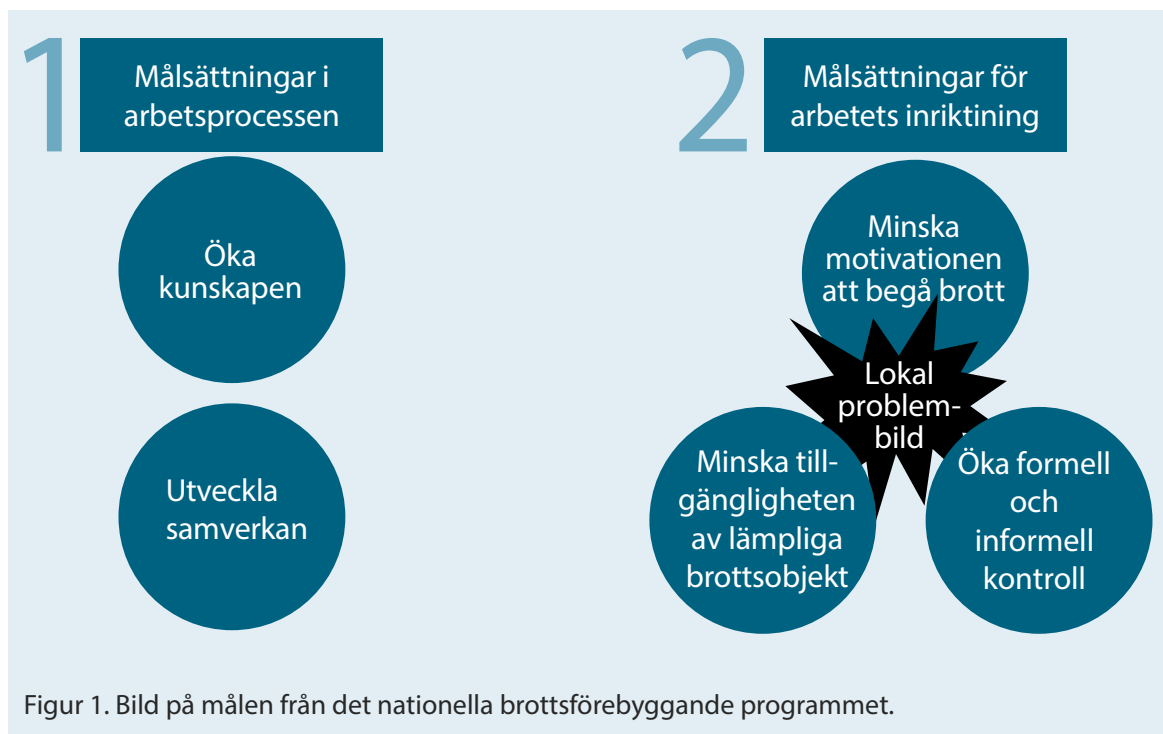 1
Målsättningar i
arbetsprocessen
Öka
kunskapen
Utveckla
samverkan
2
Målsättningar för
arbetets inriktining
Minska
motivationen
att begå brott
Lokal
problem-
bild
Minska till-
gängligheten
av lämpliga
brottsobjekt
Öka formell
och
informell
kontroll
Figur 1. Bild på målen från det nationella brottsförebyggande programmet.